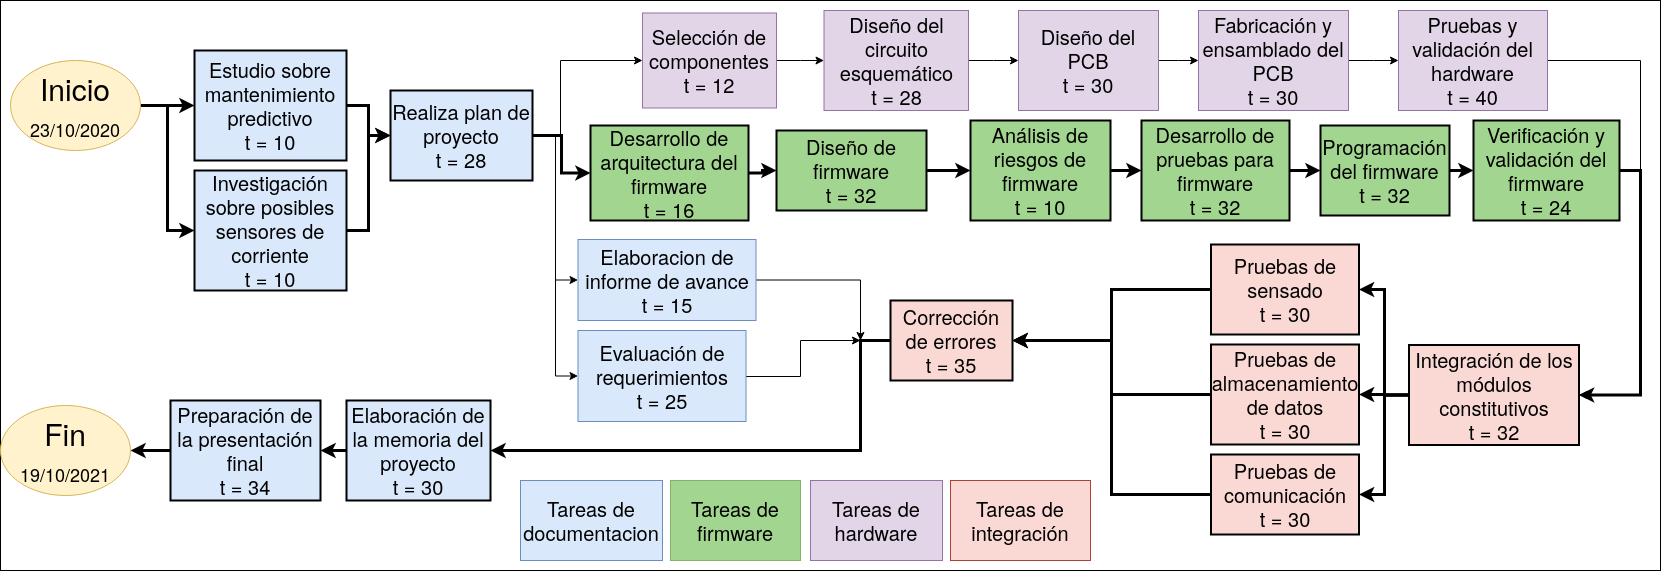 Inicio
23/10/2020
Estudio sobre
mantenimiento
predictivo
t = 10
Investigación
sobre posibles
sensores de
corriente
t = 10
Realiza plan de
proyecto
t = 28
Selección de
componentes
t = 12
Diseño del
circuito
esquemático
t = 28
Diseño del
PCB
t = 30
Fabricación y
ensamblado del
PCB
t = 30
Pruebas y
validación del
hardware
t = 40
Desarrollo de
arquitectura del
firmware
t = 16
Diseño de
firmware
t = 32
Análisis de
riesgos de
firmware
t = 10
Desarrollo de
pruebas para
firmware
t = 32
Programación
del firmware
t = 32
Verificación y
validación del
firmware
t = 24
Elaboracion de
informe de avance
t = 15
Evaluación de
requerimientos
t = 25
Corrección
de errores
t = 35
Pruebas de
sensado
t = 30
Pruebas de
almacenamiento
de datos
t = 30
Pruebas de
comunicación
t = 30
Integración de los
módulos
constitutivos
t = 32
Fin
19/10/2021
Preparación de
la presentación
final
t = 34
Elaboración de
la memoria del
proyecto
t = 30
Tareas de
documentacion
Tareas de
firmware
Tareas de
hardware
Tareas de
integración